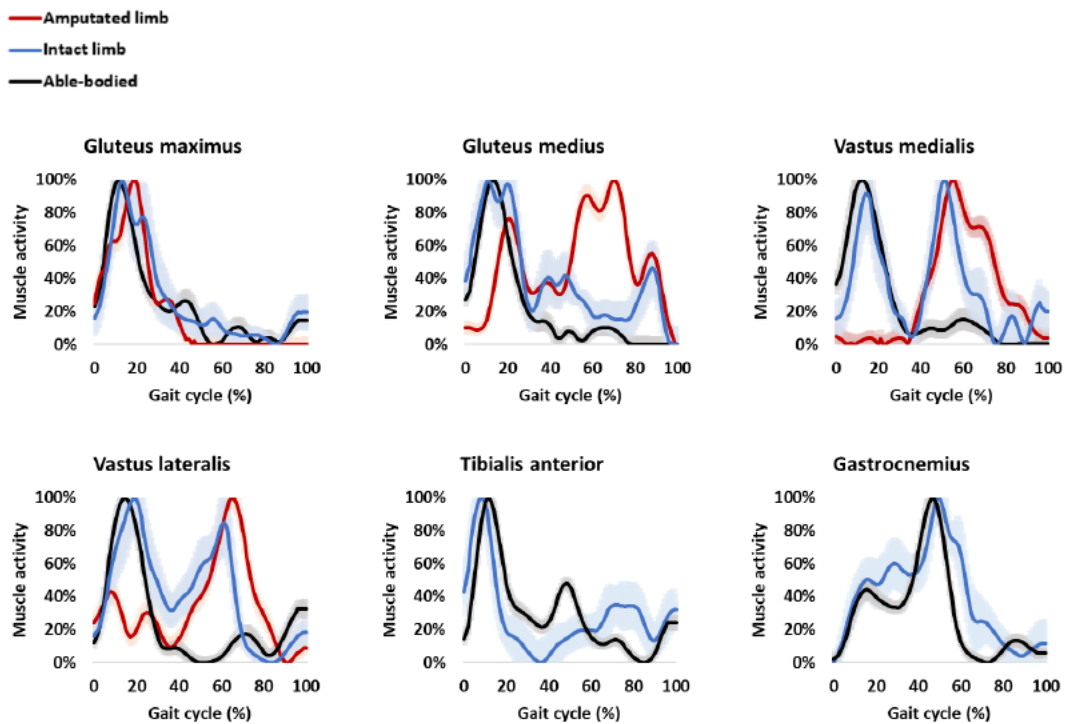 Amputated limb
Intact limb
Able-bodied
Gluteus maximus
Muscle activity
100%
80%
60%
40%
20%
0%
0 20 40 60 80 100
Gait cycle (%)
Gluteus medius
Muscle activity
100%
80%
60%
40%
20%
0%
0 20 40 60 80 100
Gait cycle (%)
Vastus medialis
Muscle activity
100%
80%
60%
40%
20%
0%
0 20 40 60 80 100
Gait cycle (%)
Vastus lateralis
Muscle activity
100%
80%
60%
40%
20%
0%
0 20 40 60 80 100
Gait cycle (%)
Tibialis anterior
Muscle activity
100%
80%
60%
40%
20%
0%
0 20 40 60 80 100
Gait cycle (%)
Gastrocnemius
Muscle activity
100%
80%
60%
40%
20%
0%
0 20 40 60 80 100
Gait cycle (%)